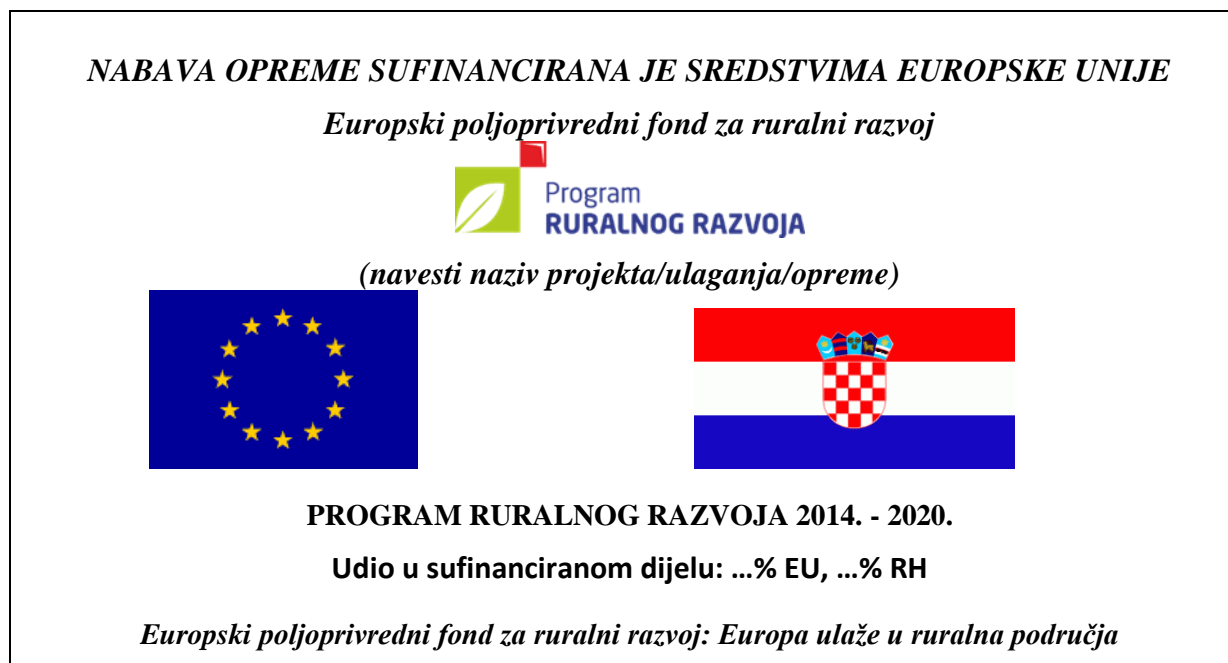 NABAVA OPREME SUFINANCIRANA JE SREDSTVIMA EUROPSKE UNIJE
Europski poljoprivredni fond za ruralni razvoj
Program
RURALNOG RAZVOJA
(navesti naziv projekta/ulaganja/opreme)
PROGRAM RURALNOG RAZVOJA 2014. - 2020.
Udio u sufinanciranom dijelu: …% EU, …% RH
Europski poljoprivredni fond za ruralni razvoj: Europa ulaže u ruralna područja